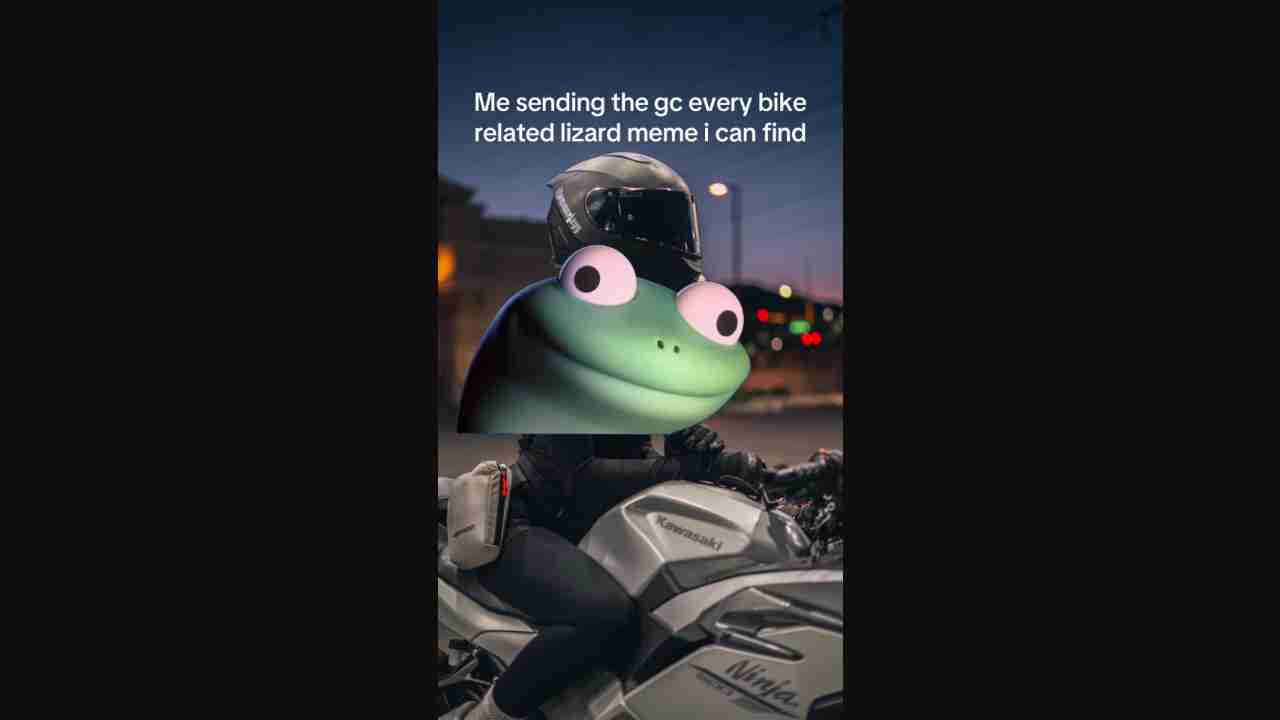 Me sending the gc every bike
related lizard meme i can find
Kawasaki
Ninja